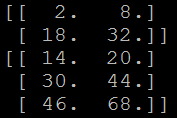 [[  2.   8.]
 [ 18.  32.]]
[[ 14.  20.]
 [ 30.  44.]
 [ 46.  68.]]